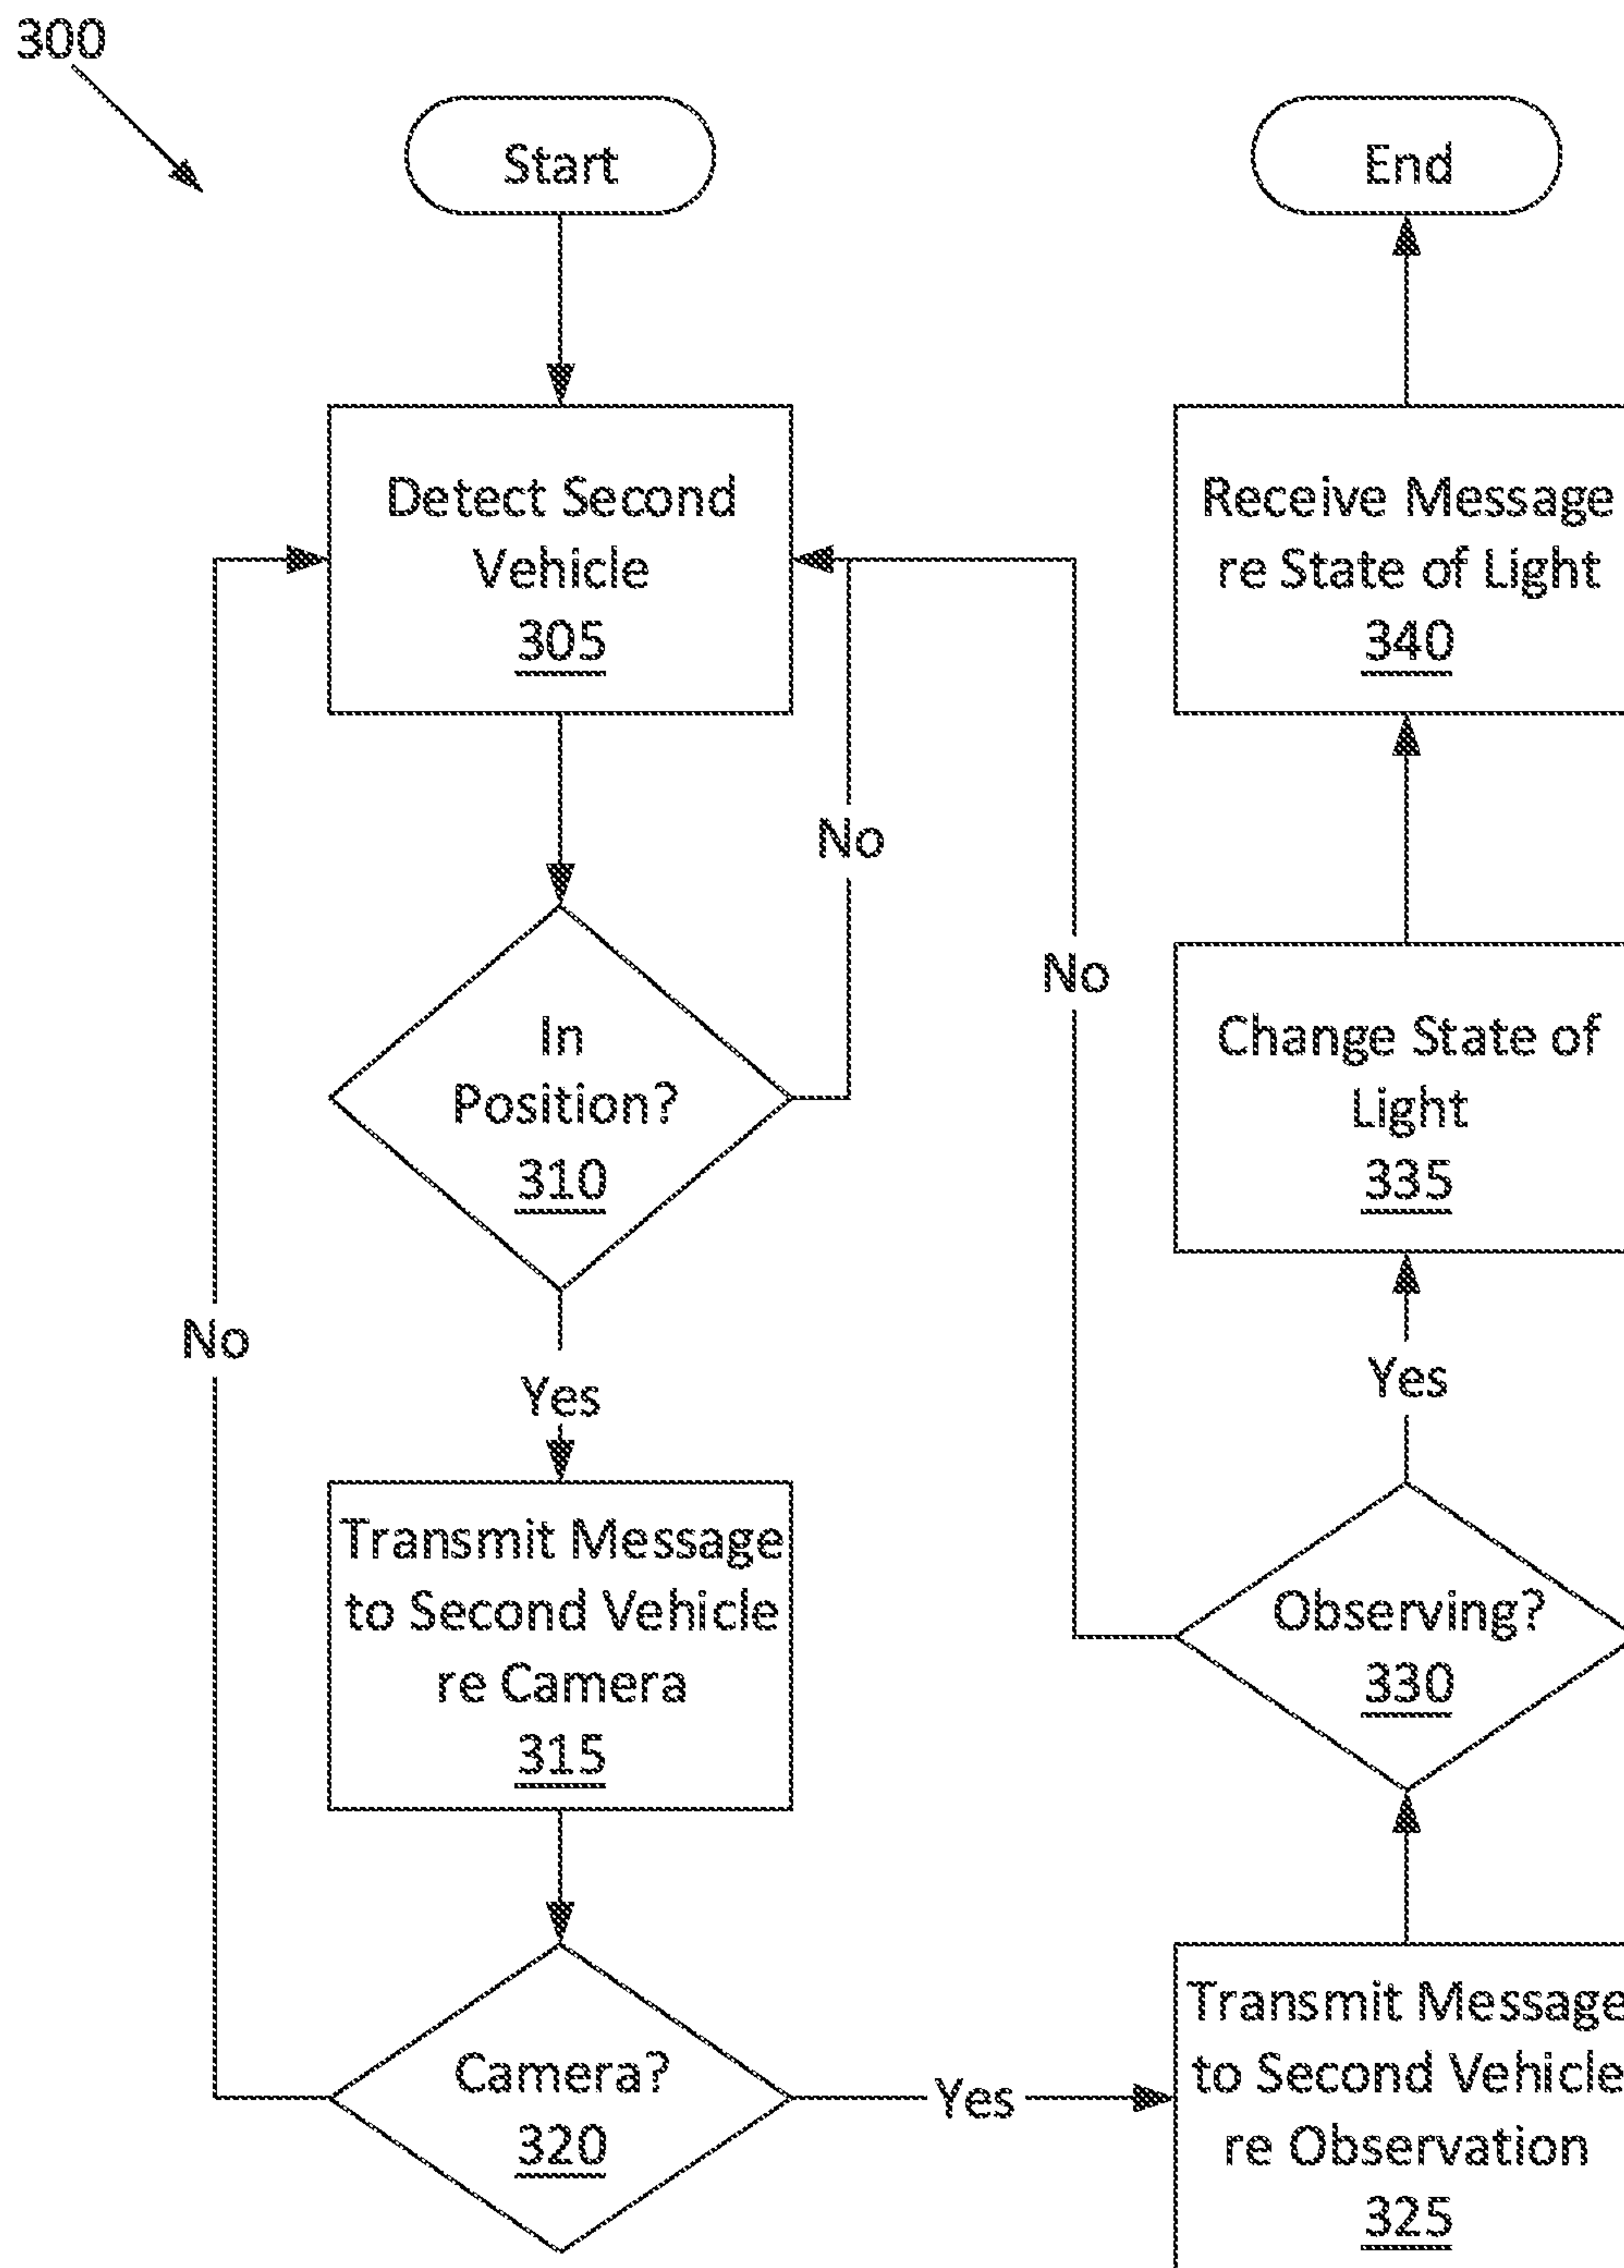 300
Start
Detect Second
Vehicle
305
No
In
Position?
310
Yes
Transmit Message
to Second Vehicle
re Camera
315
No
Camera?
320
Yes
Transmit Message
to Second Vehicle
re Observation
325
Observing?
330
No
Yes
Change State of
Light
335
Receive Message
re State of Light
340
End